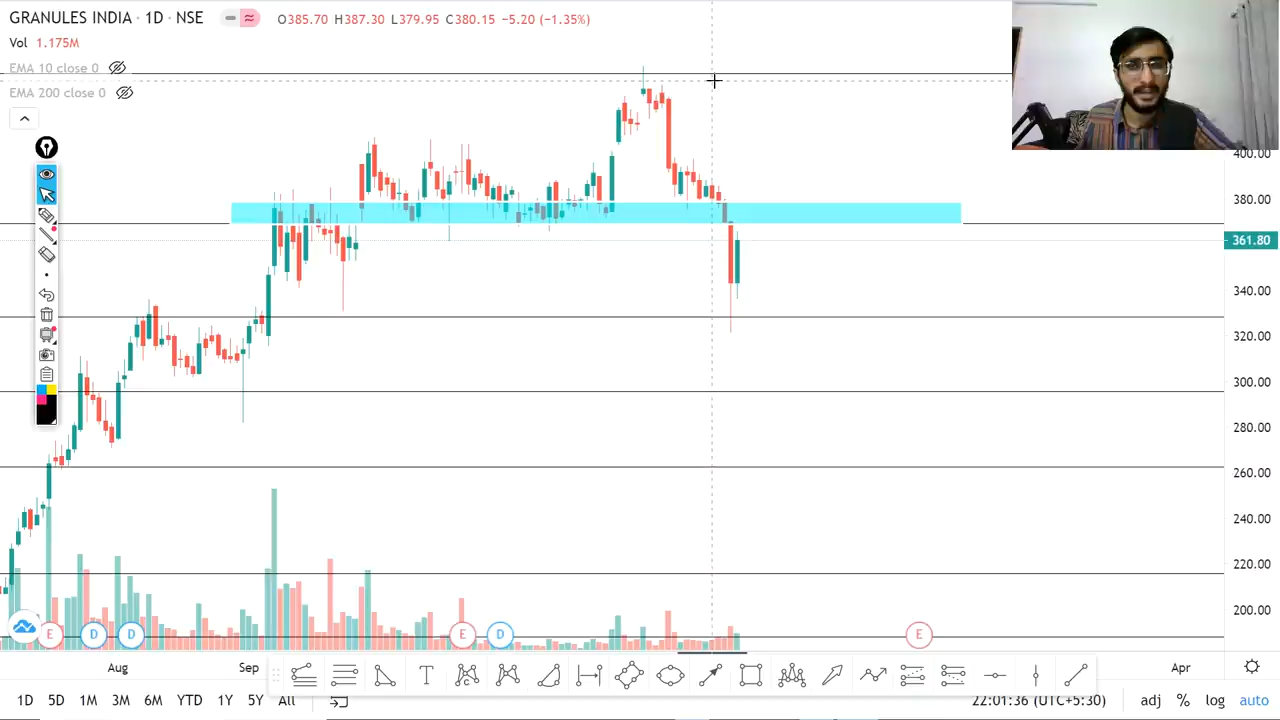 GRANULES INDIA · 1D · NSE O385.70 H387.30 L379.95 C380.15 −5.20 (−1.35%)
Vol 1.175M
EMA 10 close 0
EMA 200 close 0
400.00
380.00
361.80
340.00
320.00
300.00
280.00
260.00
240.00
220.00
200.00
E D D E D E
Aug Sep Apr
T C
1D 5D 1M 3M 6M YTD 1Y 5Y All 22:01:36 (UTC+5:30) adj % log auto